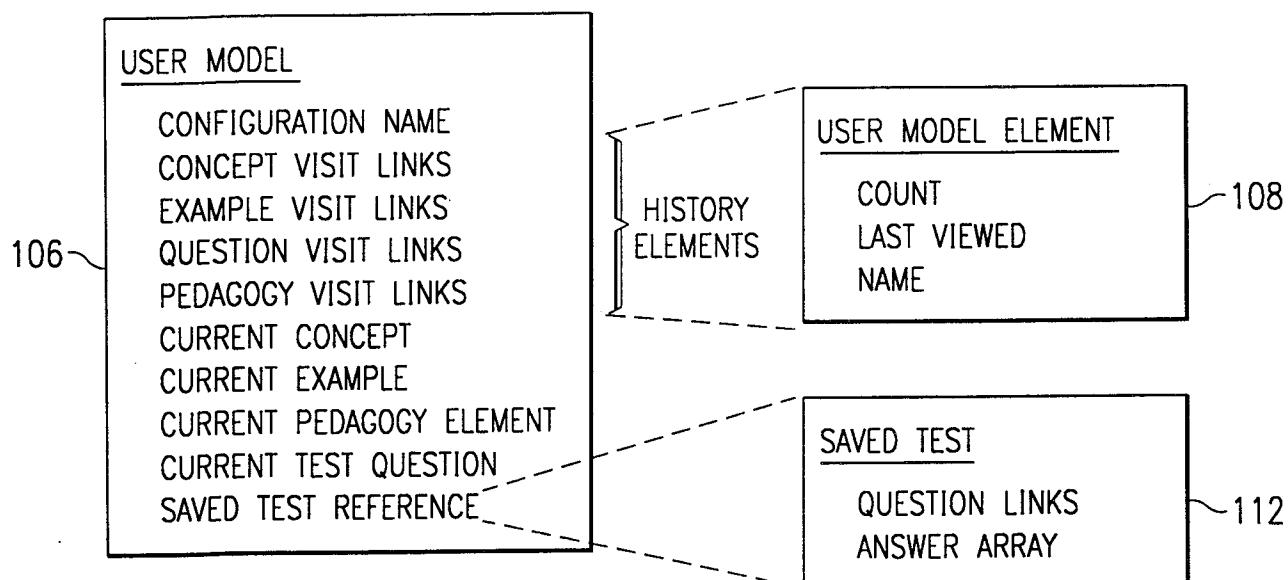 USER MODEL
CONFIGURATION NAME
CONCEPT VISIT LINKS
EXAMPLE VISIT LINKS
QUESTION VISIT LINKS
PEDAGOGY VISIT LINKS
CURRENT CONCEPT
CURRENT EXAMPLE
CURRENT PEDAGOGY ELEMENT
CURRENT TEST QUESTION
SAVED TEST REFERENCE
106
HISTORY
ELEMENTS
USER MODEL ELEMENT
COUNT
LAST VIEWED
NAME
108
SAVED TEST
QUESTION LINKS
ANSWER ARRAY
112